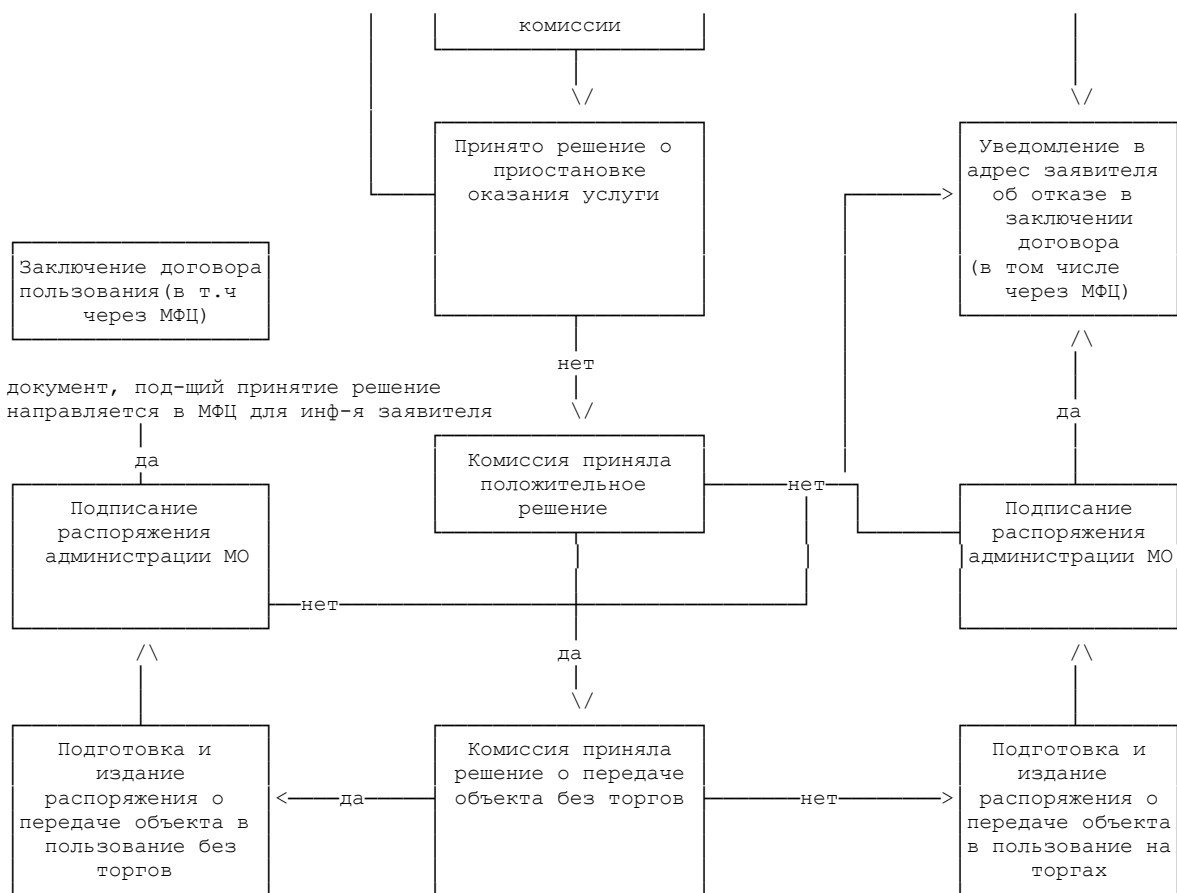 комиссии
Принято решение о
приостановке
оказания услуги
Уведомление в
адрес заявителя
об отказе в
заключении
договора
(в том числе
через МФЦ)
Заключение договора
пользования(в т.ч
через МФЦ)
нет
документ, под-щий принятие решение
направляется в МФЦ для инф-я заявителя
да
да
Комиссия приняла
положительное
решение
нет
Подписание
распоряжения
администрации МО
Подписание
распоряжения
администрации МО
нет
да
Подготовка и
издание
распоряжения о
передаче объекта в
пользование без
торгов
да
Комиссия приняла
решение о передаче
объекта без торгов
нет
Подготовка и
издание
распоряжения о
передаче объекта
в пользование на
торгах